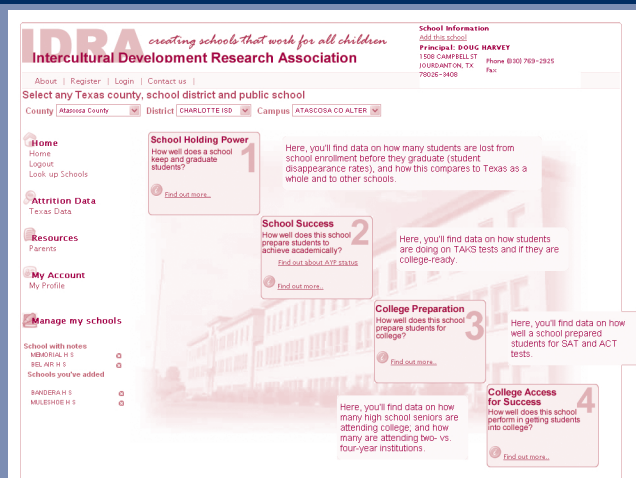 IDRA
creating schools that work for all children
Intercultural Development Research Association
School Information
Add this school
Principal: DOUG HARVEY
1508 CAMPBELL ST
JOURDANTON, TX
78026-3408
Phone (830) 769-2925
Fax
About | Register | Login | Contact us |
Select any Texas county, school district and public school
County Atascosa County District CHARLOTTE ISD Campus ATASCOSA CO ALTER
Home
Home
Logout
Look up Schools
Attrition Data
Texas Data
Resources
Parents
My Account
My Profile
Manage my schools
School with notes
MEMORIAL H S
BEL AIR H S
Schools you've added
BANDERA H S
MULESHOE H S
School Holding Power
1
How well does a school
keep and graduate
students?
Find out more..
Here, you'll find data on how many students are lost from
school enrollment before they graduate (student
disappearance rates), and how this compares to Texas as a
whole and to other schools.
School Success
2
How well does this school
prepare students to
achieve academically?
Find out about AYP status
Find out more..
Here, you'll find data on how students
are doing on TAKS tests and if they are
college-ready.
College Preparation
3
How well does this school
prepare students for
college?
Find out more..
Here, you'll find data on how
well a school prepared
students for SAT and ACT
tests.
College Access
for Success
4
How well does this school
perform in getting students
into college?
Find out more..
Here, you'll find data on how
many high school seniors are
attending college; and how
many are attending two- vs.
four-year institutions.